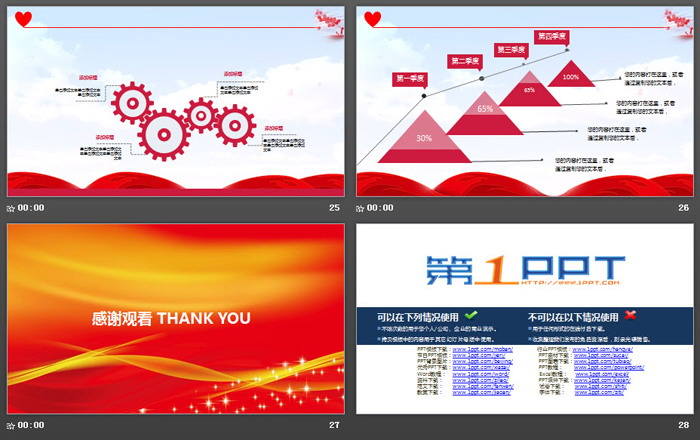 添加标题
添加标题
添加标题
添加标题
00:00
25
第一季度
第二季度
第三季度
第四季度
30%
65%
63%
100%
您的内容打在这里，或者
通过复制您的文本后，
您的内容打在这里，或者
通过复制您的文本后，
您的内容打在这里，或者
通过复制您的文本后，
您的内容打在这里，或者
通过复制您的文本后，
00:00
26
感谢观看 THANK YOU
00:00
27
第1PPT
HTTP://WWW.1PPT.COM
可以在下列情况使用
不可以在以下情况使用
PPT模板下载：www.1ppt.com/moban/
行业PPT模板：www.1ppt.com/hangye/
节日PPT模板：www.1ppt.com/jieri/
PPT素材下载：www.1ppt.com/sucai/
PPT背景图片：www.1ppt.com/beijing/
PPT图表下载：www.1ppt.com/tubiao/
优秀PPT下载：www.1ppt.com/xiazai/
PPT教程：www.1ppt.com/powerpoint/
Word教程：www.1ppt.com/word/
Excel教程：www.1ppt.com/excel/
资料下载：www.1ppt.com/ziliao/
PPT课件下载：www.1ppt.com/kejian/
范文下载：www.1ppt.com/fanwen/
试卷下载：www.1ppt.com/shiti/
教案下载：www.1ppt.com/jiaoan/
字体下载：www.1ppt.com/ziti/
00:00
28